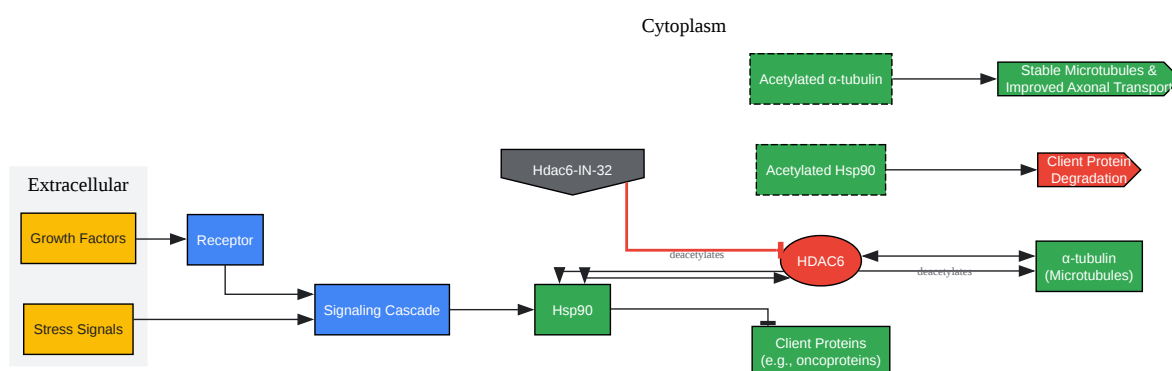 Cytoplasm
Acetylated α-tubulin
Stable Microtubules &
Improved Axonal Transport
Hdac6-IN-32
Acetylated Hsp90
Client Protein
Degradation
Extracellular
Growth Factors
Receptor
deacetylates
HDAC6
α-tubulin
(Microtubules)
deacetylates
Stress Signals
Signaling Cascade
Hsp90
Client Proteins
(e.g., oncoproteins)